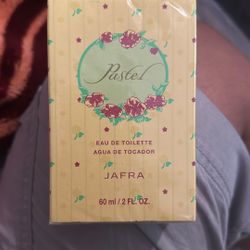 Pastel
EAU DE TOILETTE
AGUA DE TOCADOR
JAFRA
60 ml / 2 FL. OZ.